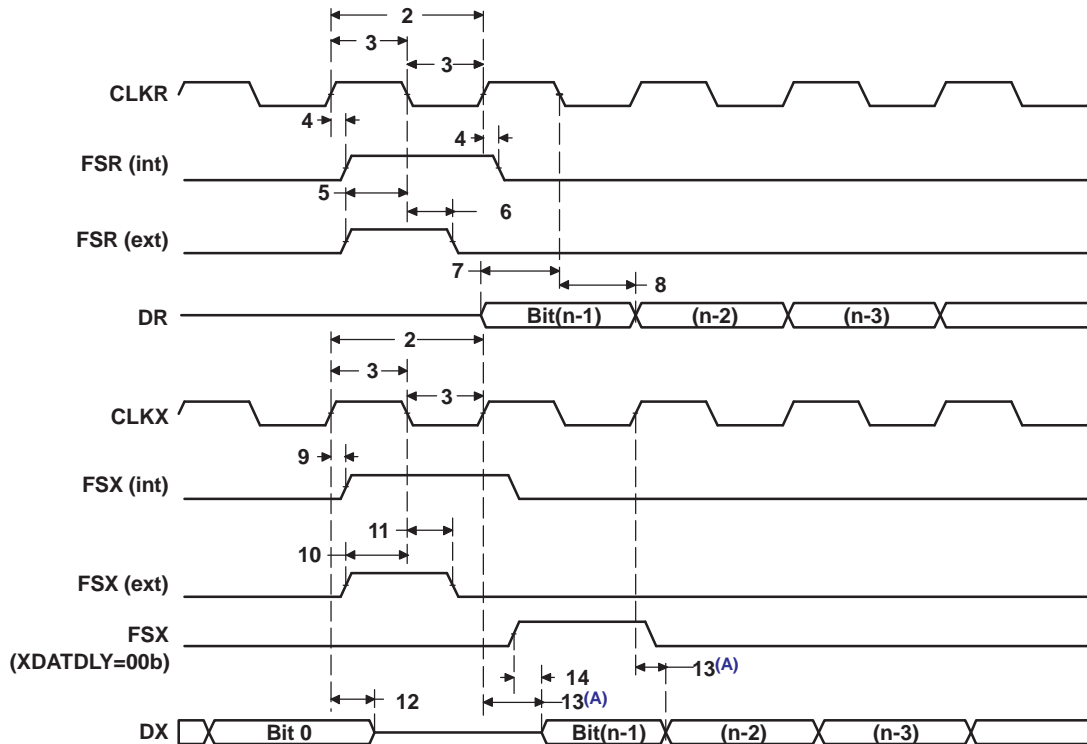 2
3
3
CLKR
4
4
FSR (int)
5
6
FSR (ext)
7
8
DR
Bit(n-1)
(n-2)
(n-3)
2
3
3
CLKX
9
FSX (int)
11
10
FSX (ext)
FSX
(XDATDLY=00b)
14
13(A)
12
13(A)
DX
Bit 0
Bit(n-1)
(n-2)
(n-3)